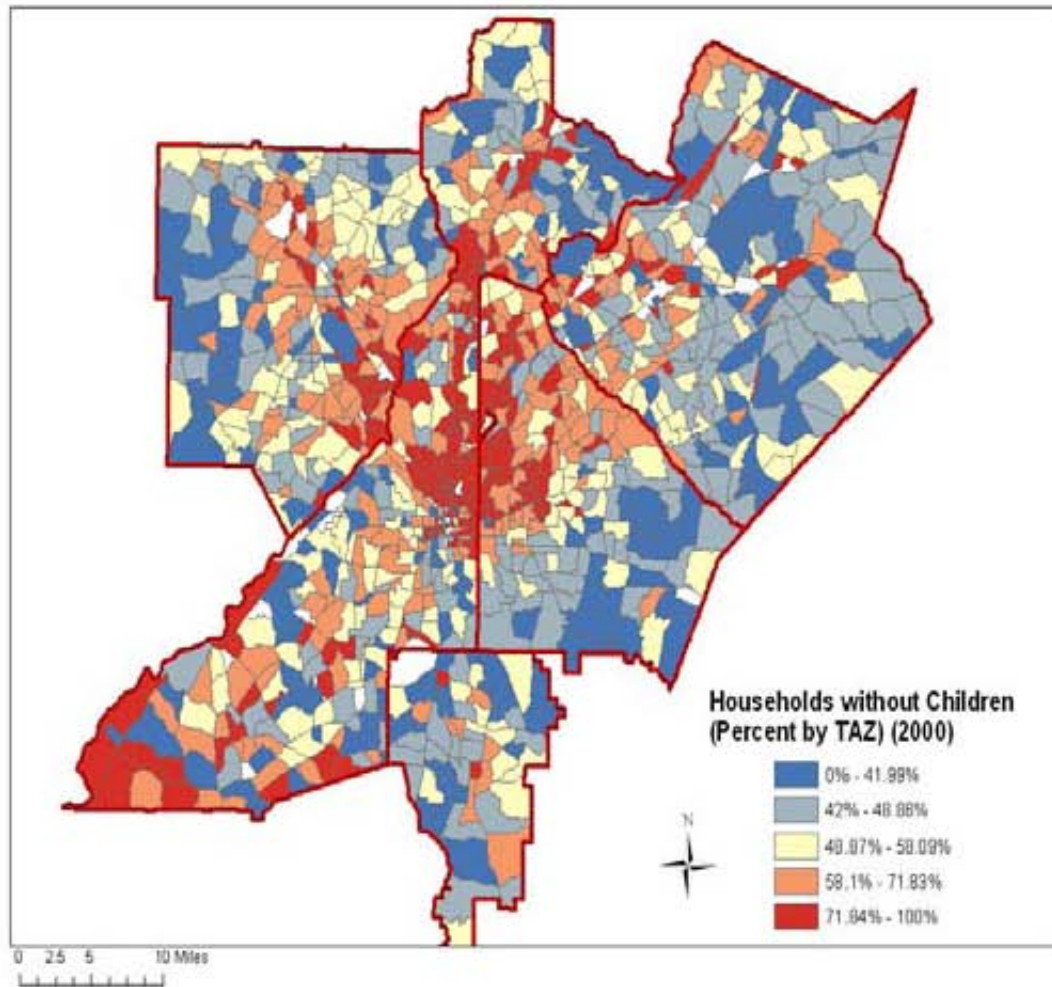 Households without Children
(Percent by TAZ) (2000)
0% - 41.99%
42% - 48.86%
48.87% - 58.09%
58.1% - 71.83%
71.84% - 100%
N
0 2.5 5 10 Miles